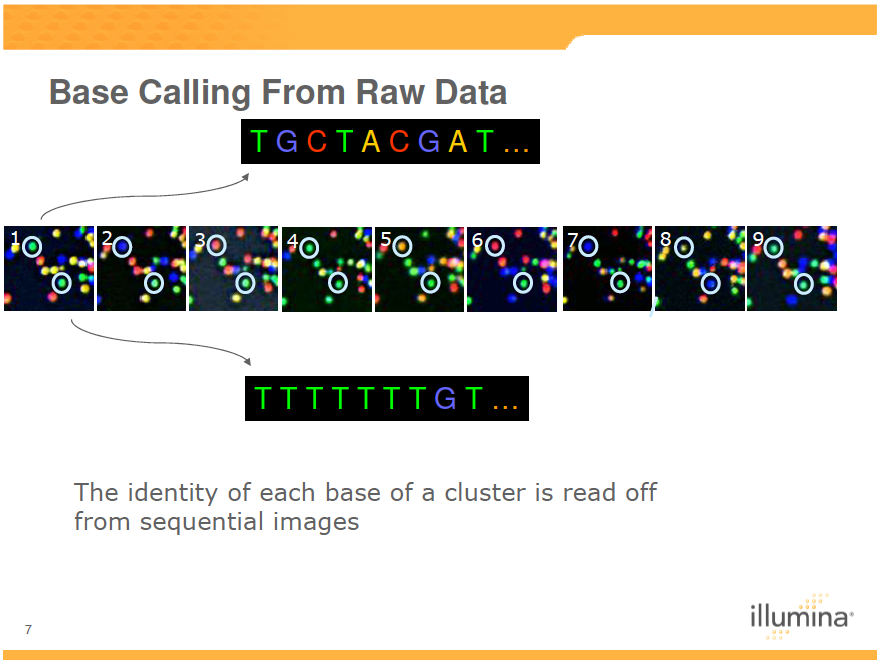 Base Calling From Raw Data
T G C T A C G A T ...
1 2 3 4 5 6 7 8 9
T T T T T T T G T ...
The identity of each base of a cluster is read off
from sequential images
7
illumina®